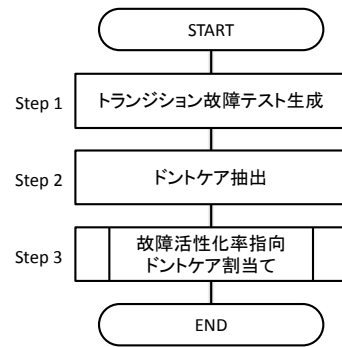 START
Step 1
トランジション故障テスト生成
Step 2
ドントケア抽出
Step 3
故障活性化率指向
ドントケア割当て
END